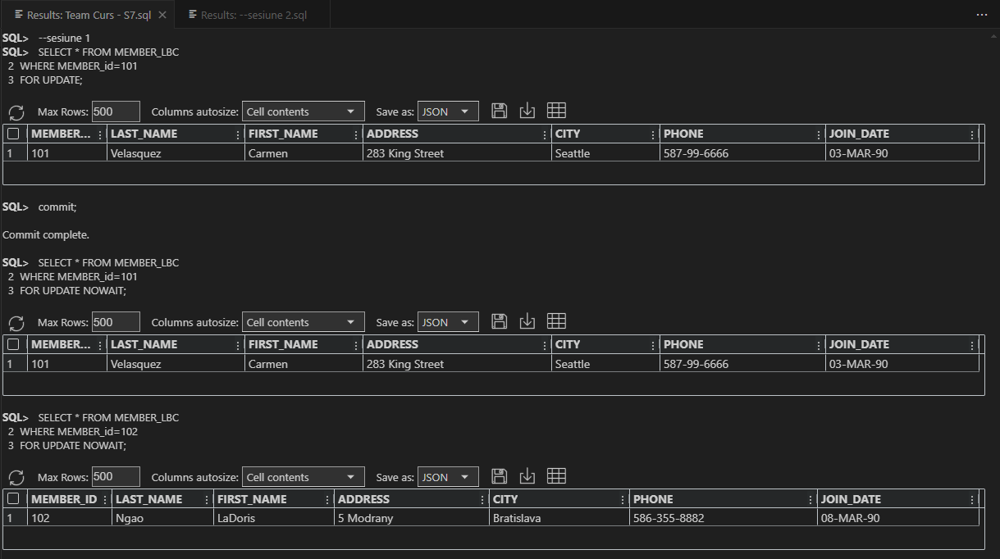 Results: Team Curs - S7.sql Results: --sesiune 2.sql
SQL> --sesiune 1
SQL> SELECT * FROM MEMBER_LBC
2 WHERE MEMBER_id=101
3 FOR UPDATE;
Max Rows: 500 Columns autosize: Cell contents Save as: JSON
MEMBER... LAST_NAME FIRST_NAME ADDRESS CITY PHONE JOIN_DATE
1 101 Velasquez Carmen 283 King Street Seattle 587-99-6666 03-MAR-90
SQL> commit;
Commit complete.
SQL> SELECT * FROM MEMBER_LBC
2 WHERE MEMBER_id=101
3 FOR UPDATE NOWAIT;
Max Rows: 500 Columns autosize: Cell contents Save as: JSON
MEMBER... LAST_NAME FIRST_NAME ADDRESS CITY PHONE JOIN_DATE
1 101 Velasquez Carmen 283 King Street Seattle 587-99-6666 03-MAR-90
SQL> SELECT * FROM MEMBER_LBC
2 WHERE MEMBER_id=102
3 FOR UPDATE NOWAIT;
Max Rows: 500 Columns autosize: Cell contents Save as: JSON
MEMBER_ID LAST_NAME FIRST_NAME ADDRESS CITY PHONE JOIN_DATE
1 102 Ngao LaDoris 5 Modrany Bratislava 586-355-8882 08-MAR-90